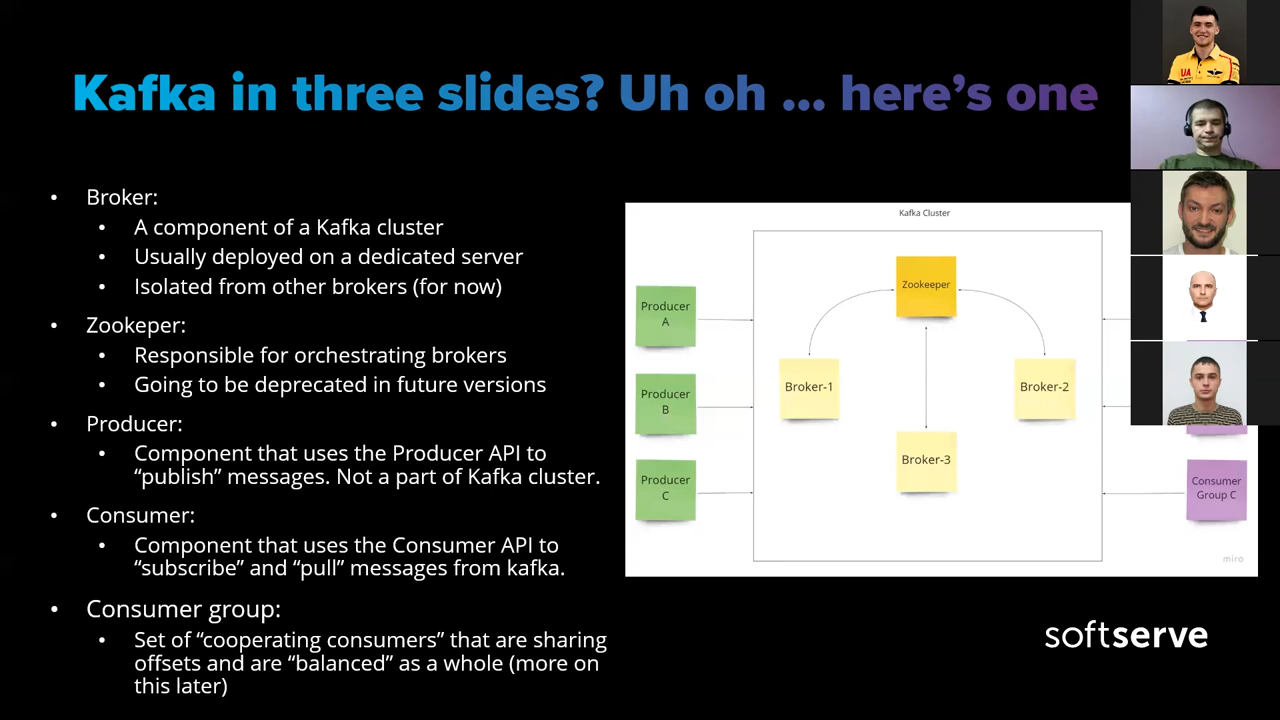 Kafka in three slides? Uh oh ... here's one
• Broker:
• A component of a Kafka cluster
• Usually deployed on a dedicated server
• Isolated from other brokers (for now)
• Zookeper:
• Responsible for orchestrating brokers
• Going to be deprecated in future versions
• Producer:
• Component that uses the Producer API to
“publish” messages. Not a part of Kafka cluster.
• Consumer:
• Component that uses the Consumer API to
“subscribe” and “pull” messages from kafka.
• Consumer group:
• Set of “cooperating consumers” that are sharing
offsets and are “balanced” as a whole (more on
this later)
Kafka Cluster
Zookeeper
Producer
A
Broker-1
Broker-2
Producer
B
Broker-3
Producer
C
Consumer
Group C
miro
softserve
UA